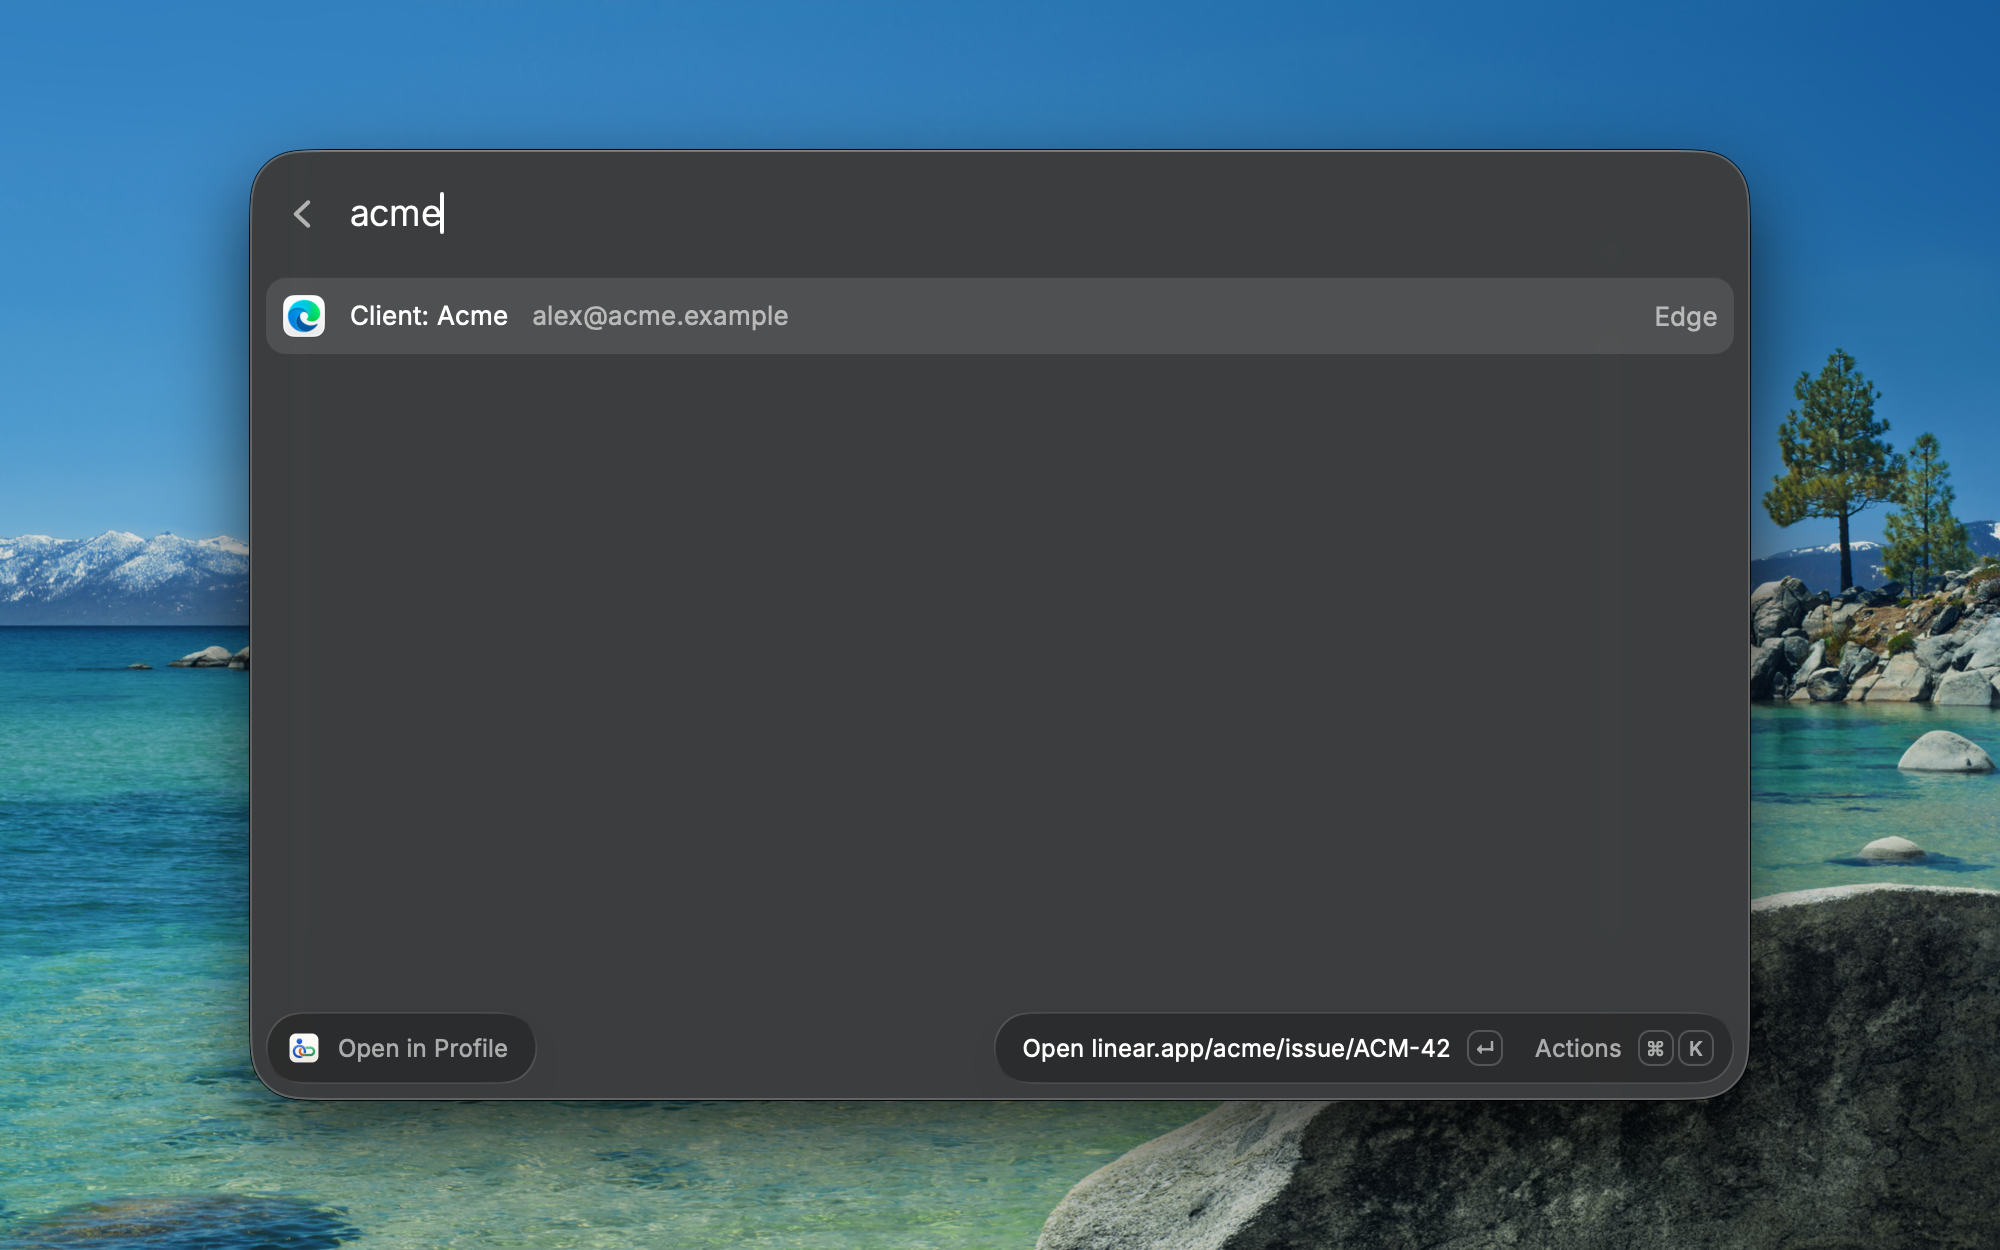 acme
Client: Acme alex@acme.example Edge
Open in Profile Open linear.app/acme/issue/ACM-42 ↵ Actions ⌘ K